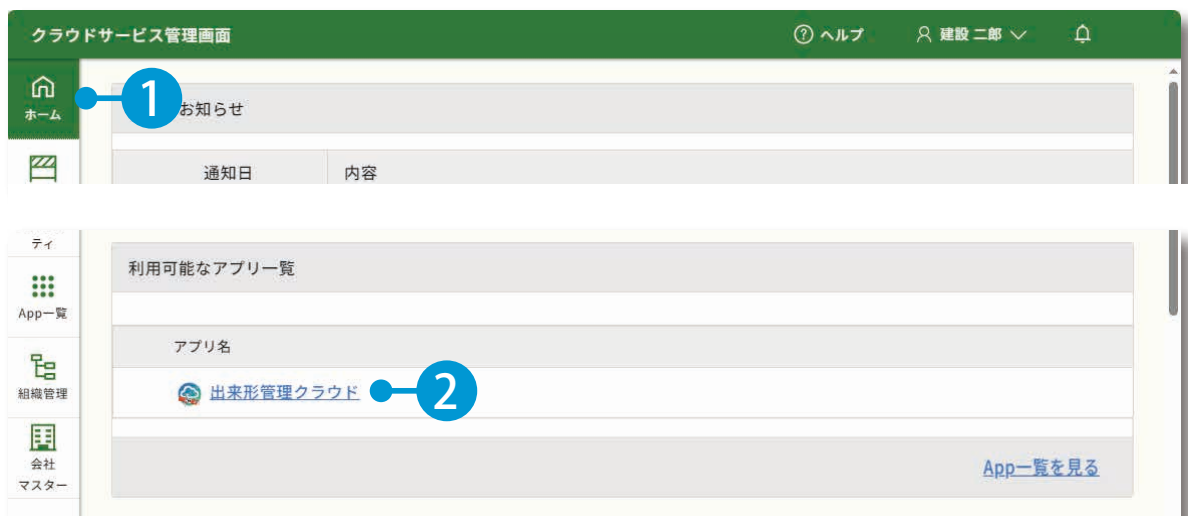 クラウドサービス管理画面
ヘルプ
建設 二郎
ホーム
1
お知らせ
通知日
内容
ティ
App一覧
組織管理
会社
マスター
利用可能なアプリ一覧
アプリ名
出来形管理クラウド
2
App一覧を見る